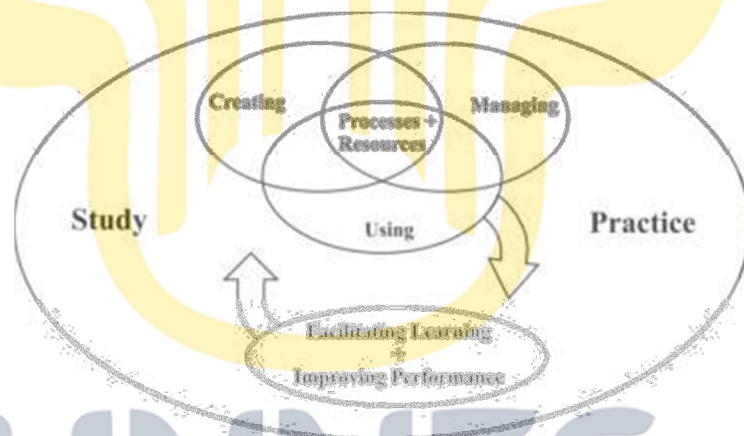 Creating
Managing
Processes +
Resources
Study
Practice
Using
Facilitating Learning
+
Improving Performance